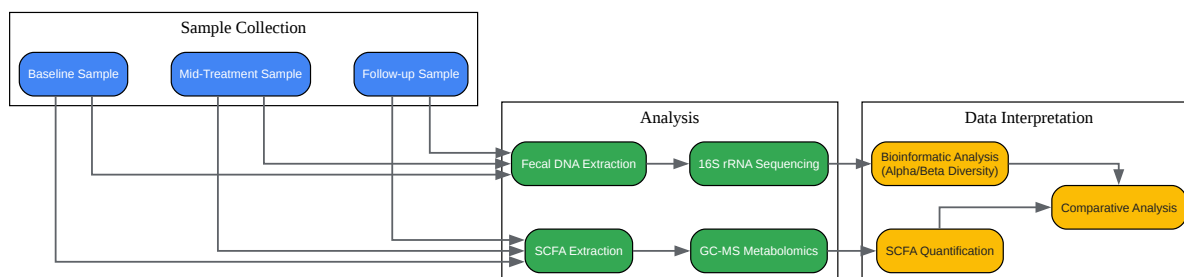 Sample Collection
Baseline Sample
Mid-Treatment Sample
Follow-up Sample
Analysis
Data Interpretation
Fecal DNA Extraction
16S rRNA Sequencing
Bioinformatic Analysis
(Alpha/Beta Diversity)
Comparative Analysis
SCFA Extraction
GC-MS Metabolomics
SCFA Quantification